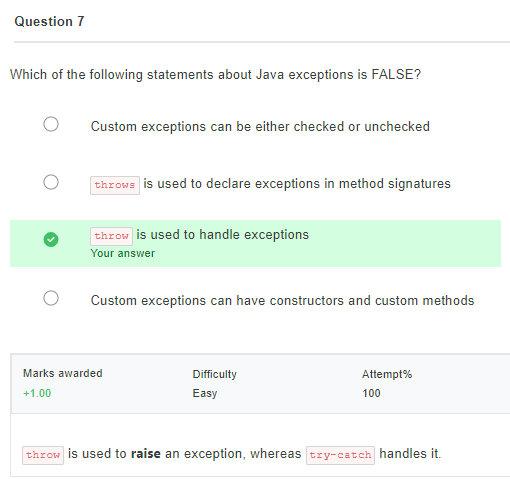 Question 7
Which of the following statements about Java exceptions is FALSE?
Custom exceptions can be either checked or unchecked
throws is used to declare exceptions in method signatures
throw is used to handle exceptions
Your answer
Custom exceptions can have constructors and custom methods
Marks awarded Difficulty Attempt%
+1.00 Easy 100
throw is used to raise an exception, whereas try-catch handles it.